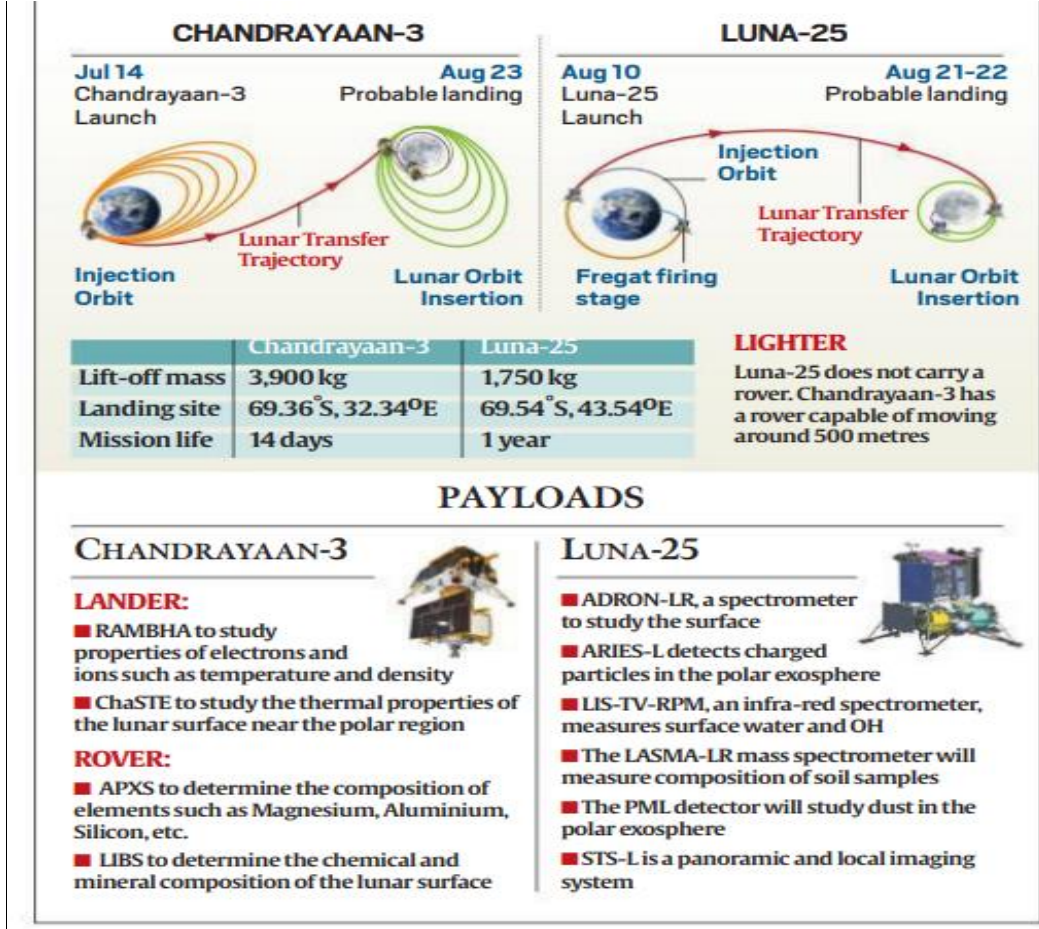 CHANDRAYAAN-3
Jul 14
Chandrayaan-3
Launch
Aug 23
Probable landing
Lunar Transfer
Trajectory
Injection
Orbit
Lunar Orbit
Insertion
LUNA-25
Aug 10
Luna-25
Launch
Aug 21-22
Probable landing
Injection
Orbit
Lunar Transfer
Trajectory
Fregat firing
stage
Lunar Orbit
Insertion
Chandrayaan-3 Luna-25
Lift-off mass 3,900 kg 1,750 kg
Landing site 69.36°S, 32.34ºE 69.54°S, 43.54ºE
Mission life 14 days 1 year
LIGHTER
Luna-25 does not carry a
rover. Chandrayaan-3 has
a rover capable of moving
around 500 metres
PAYLOADS
CHANDRAYAAN-3
LANDER:
■ RAMBHA to study
properties of electrons and
ions such as temperature and density
■ ChaSTE to study the thermal properties of
the lunar surface near the polar region
ROVER:
■ APXS to determine the composition of
elements such as Magnesium, Aluminium,
Silicon, etc.
■ LIBS to determine the chemical and
mineral composition of the lunar surface
LUNA-25
■ ADRON-LR, a spectrometer
to study the surface
■ ARIES-L detects charged
particles in the polar exosphere
■ LIS-TV-RPM, an infra-red spectrometer,
measures surface water and OH
■ The LASMA-LR mass spectrometer will
measure composition of soil samples
■ The PML detector will study dust in the
polar exosphere
■ STS-L is a panoramic and local imaging
system